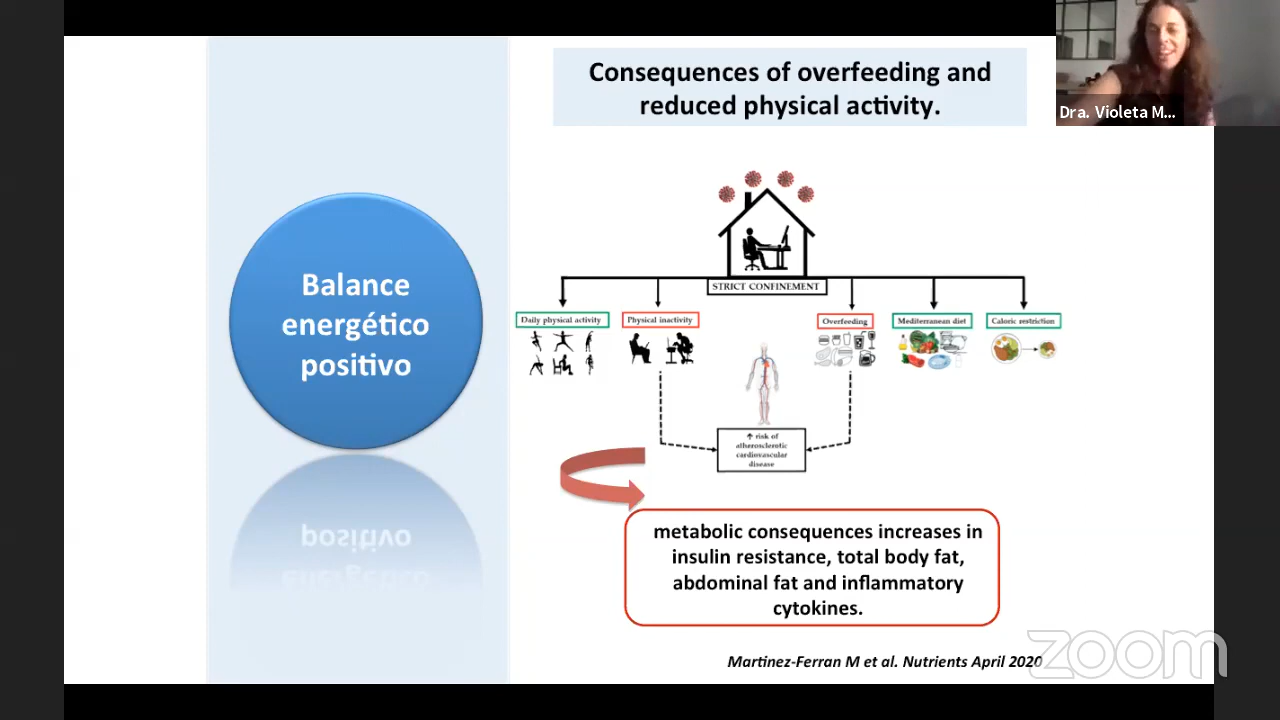 Consequences of overfeeding and
reduced physical activity.
Dra. Violeta M...
Balance
energético
positivo
STRICT CONFINEMENT
Daily physical activity
Physical inactivity
Overfeeding
Mediterranean diet
Caloric restriction
↑ risk of
atherosclerotic
cardiovascular
disease
positivo
energético
metabolic consequences increases in
insulin resistance, total body fat,
abdominal fat and inflammatory
cytokines.
Martinez-Ferran M et al. Nutrients April 2020
zoom